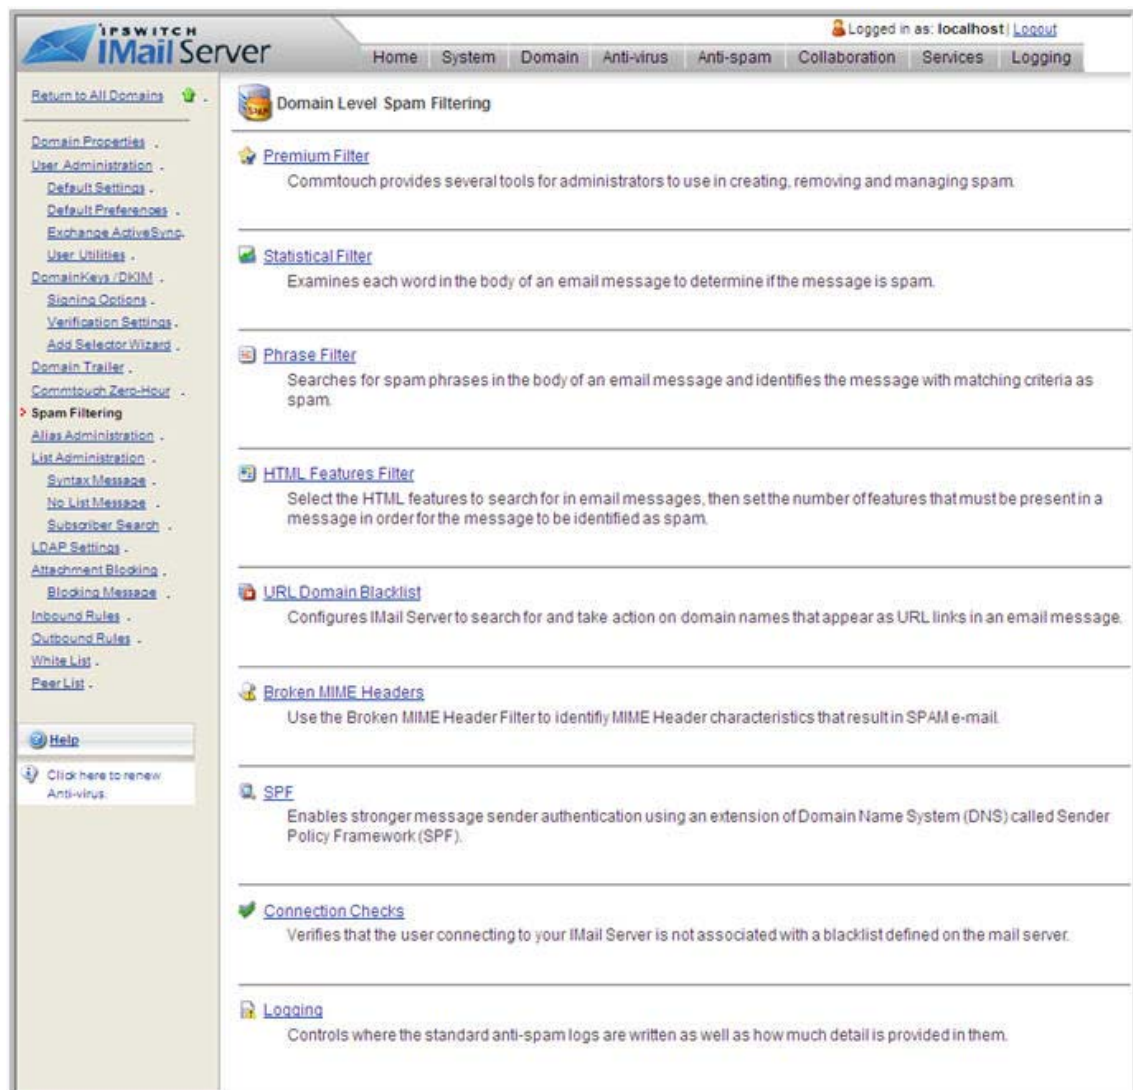 IPSWITCH
IMail Server
Logged in as: localhost | Logout
Home System Domain Anti-virus Anti-spam Collaboration Services Logging
Return to All Domains
Domain Properties
User Administration
Default Settings
Default Preferences
Exchange ActiveSync
User Utilities
DomainKeys /DKIM
Signing Options
Verification Settings
Add Selector Wizard
Domain Trailer
Commtouch Zero-Hour
Spam Filtering
Alias Administration
List Administration
Syntax Message
No List Message
Subscriber Search
LDAP Settings
Attachment Blocking
Blocking Message
Inbound Rules
Outbound Rules
White List
Peer List
Help
Click here to renew
Anti-virus.
Domain Level Spam Filtering
Premium Filter
Commtouch provides several tools for administrators to use in creating, removing and managing spam.
Statistical Filter
Examines each word in the body of an email message to determine if the message is spam.
Phrase Filter
Searches for spam phrases in the body of an email message and identifies the message with matching criteria as
spam.
HTML Features Filter
Select the HTML features to search for in email messages, then set the number of features that must be present in a
message in order for the message to be identified as spam.
URL Domain Blacklist
Configures IMail Server to search for and take action on domain names that appear as URL links in an email message.
Broken MIME Headers
Use the Broken MIME Header Filter to identifiy MIME Header characteristics that result in SPAM e-mail.
SPF
Enables stronger message sender authentication using an extension of Domain Name System (DNS) called Sender
Policy Framework (SPF).
Connection Checks
Verifies that the user connecting to your IMail Server is not associated with a blacklist defined on the mail server.
Logging
Controls where the standard anti-spam logs are written as well as how much detail is provided in them.